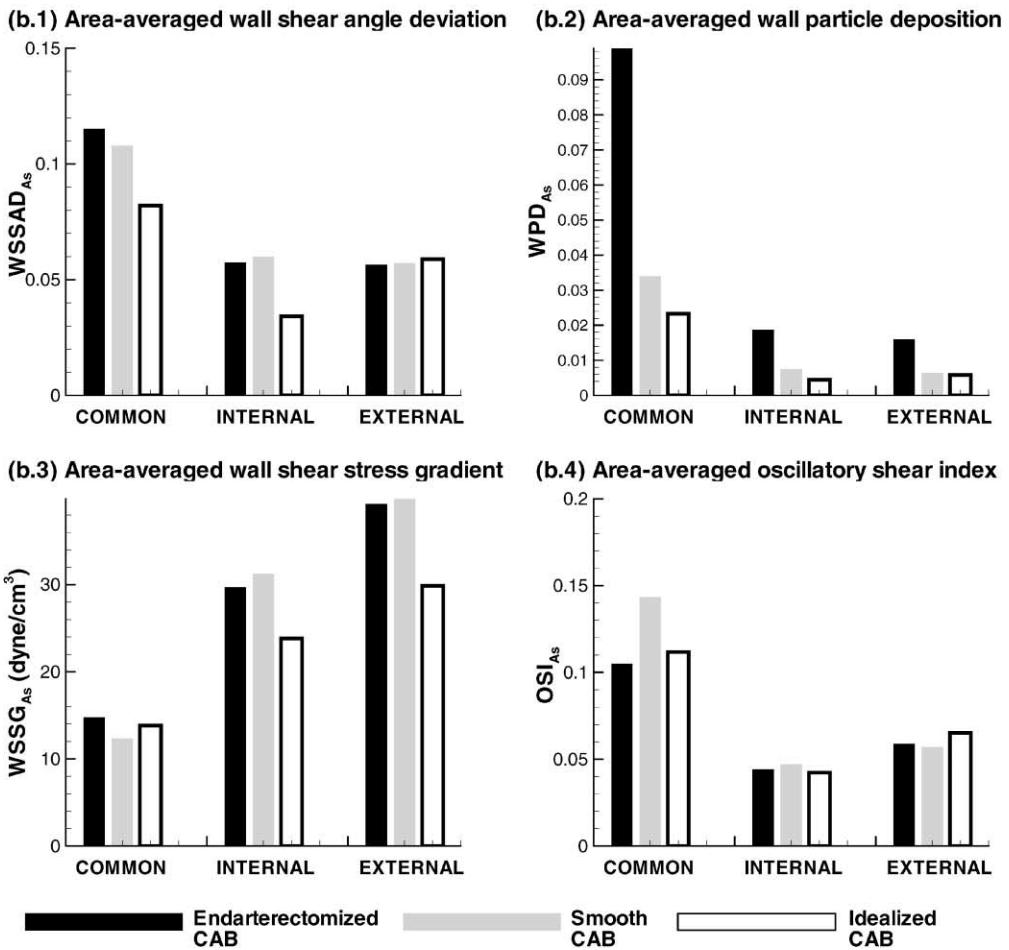 (b.1) Area-averaged wall shear angle deviation
WSSAD_As
0.15
0.1
0.05
0
COMMON INTERNAL EXTERNAL
(b.2) Area-averaged wall particle deposition
WPD_As
0.09
0.08
0.07
0.06
0.05
0.04
0.03
0.02
0.01
0
COMMON INTERNAL EXTERNAL
(b.3) Area-averaged wall shear stress gradient
WSSG_As (dyne/cm³)
30
20
10
0
COMMON INTERNAL EXTERNAL
(b.4) Area-averaged oscillatory shear index
OSI_As
0.2
0.15
0.1
0.05
0
COMMON INTERNAL EXTERNAL
Endarterectomized
CAB
Smooth
CAB
Idealized
CAB